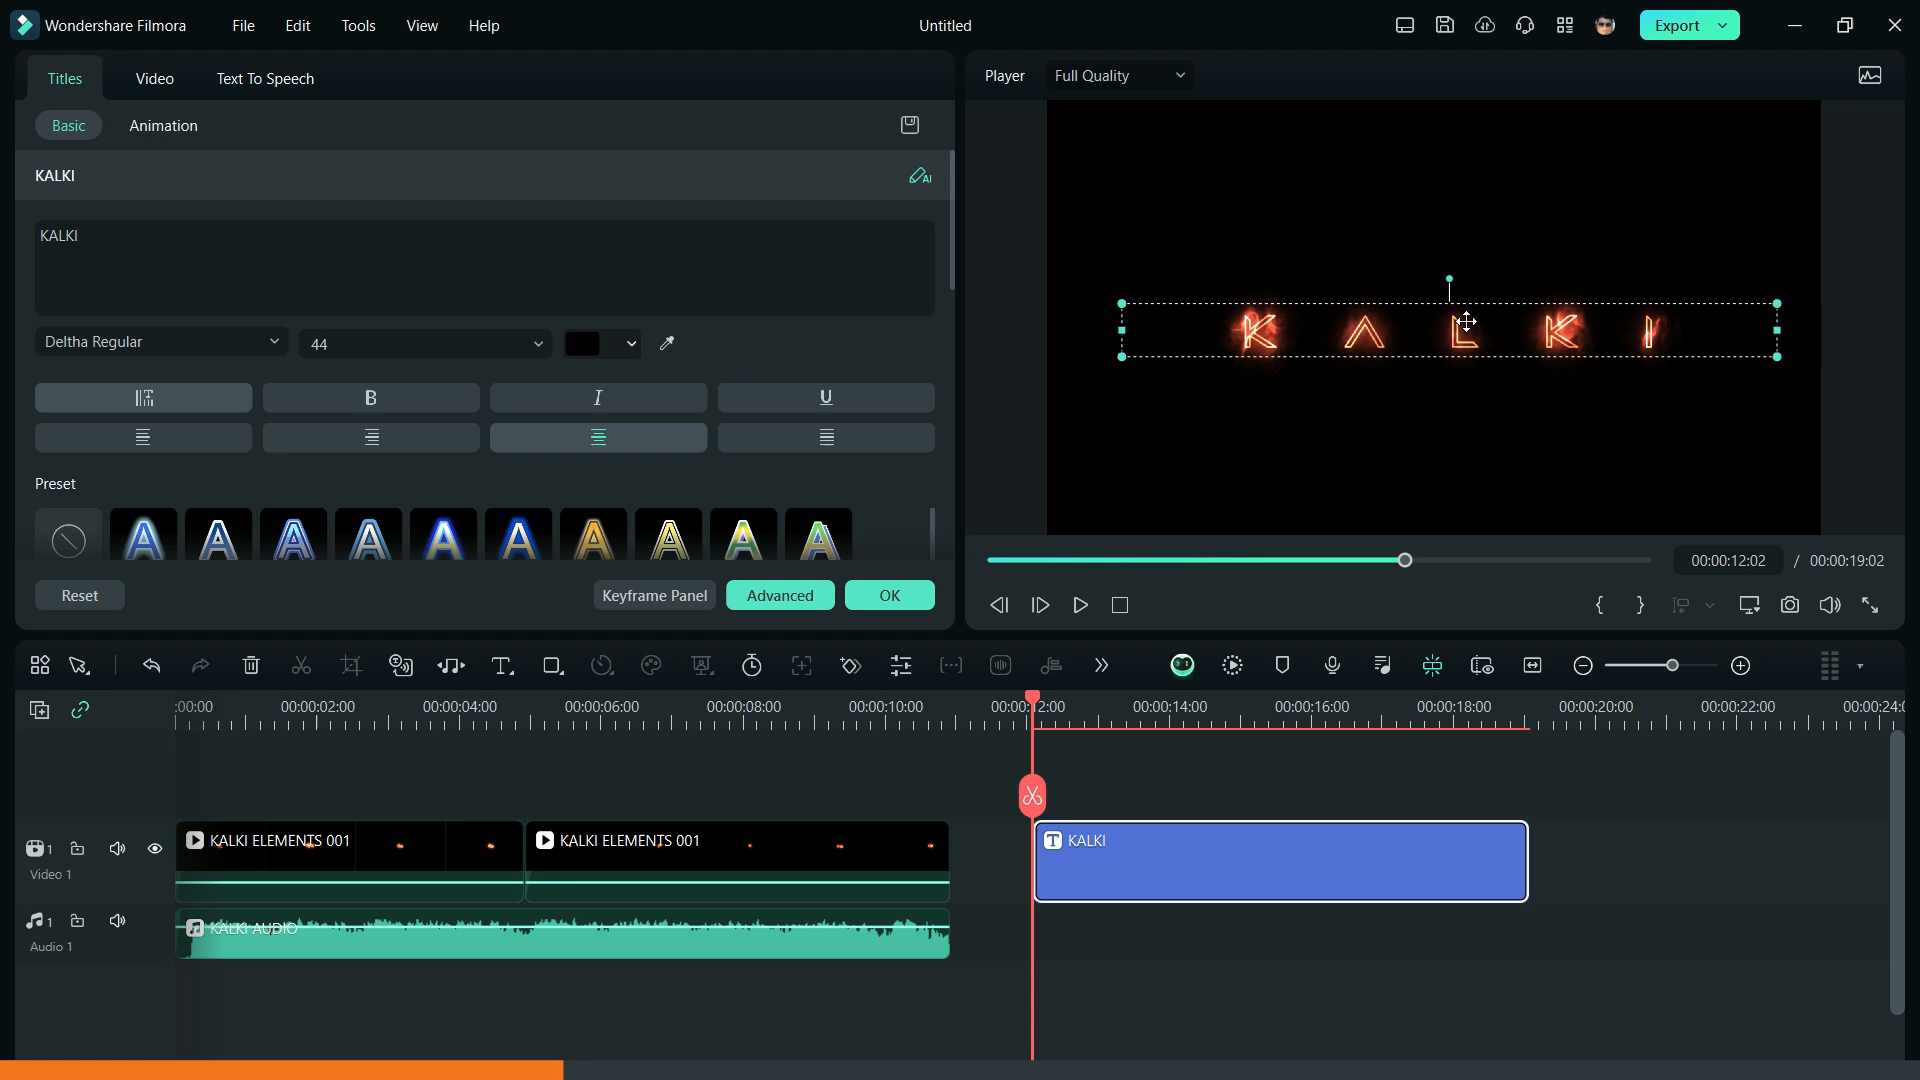 Wondershare Filmora File Edit Tools View Help Untitled Export
Titles Video Text To Speech
Player Full Quality
Basic Animation
KALKI
AI
KALKI
Deltha Regular 44
B I U
Preset
A A A A A A A A A A
Reset Keyframe Panel Advanced OK
KALKI
00:00:12:02 / 00:00:19:02
:00:00 00:00:02:00 00:00:04:00 00:00:06:00 00:00:08:00 00:00:10:00 00:00:12:00 00:00:14:00 00:00:16:00 00:00:18:00 00:00:20:00 00:00:22:00 00:00:24:0
1 KALKI ELEMENTS 001 KALKI ELEMENTS 001 T KALKI
Video 1
1 KALKI AUDIO
Audio 1